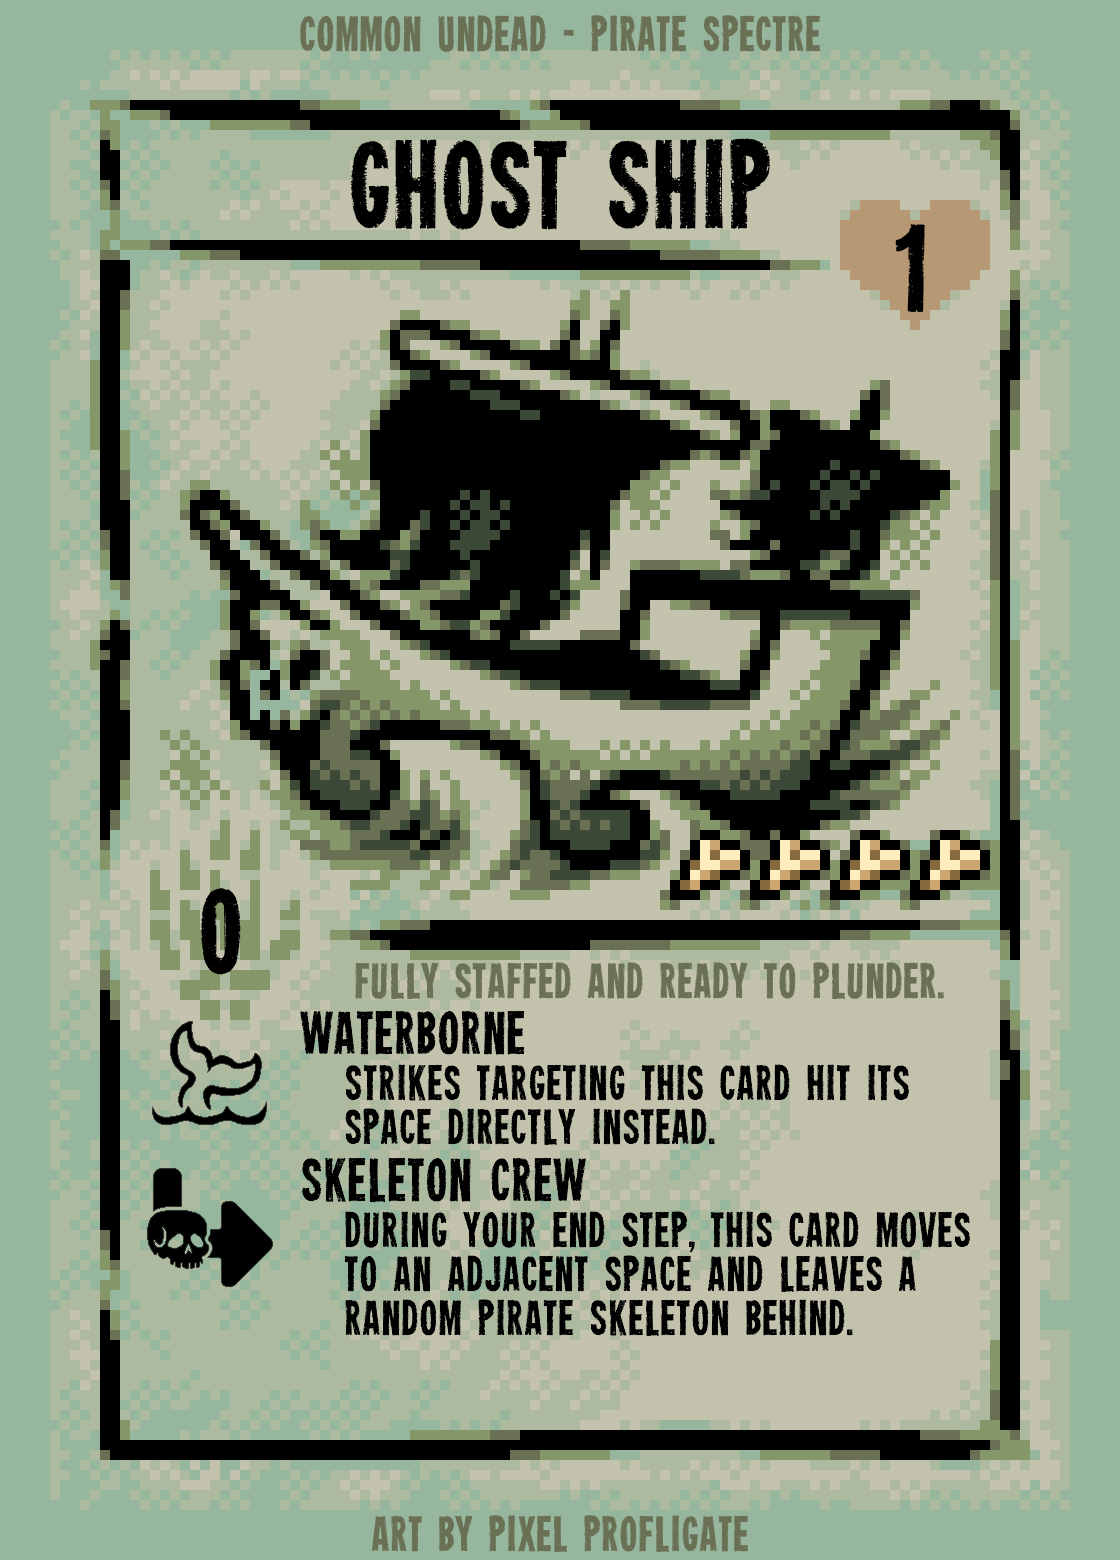 COMMON UNDEAD - PIRATE SPECTRE
GHOST SHIP
1
0
FULLY STAFFED AND READY TO PLUNDER.
WATERBORNE
STRIKES TARGETING THIS CARD HIT ITS
SPACE DIRECTLY INSTEAD.
SKELETON CREW
DURING YOUR END STEP, THIS CARD MOVES
TO AN ADJACENT SPACE AND LEAVES A
RANDOM PIRATE SKELETON BEHIND.
ART BY PIXEL PROFLIGATE